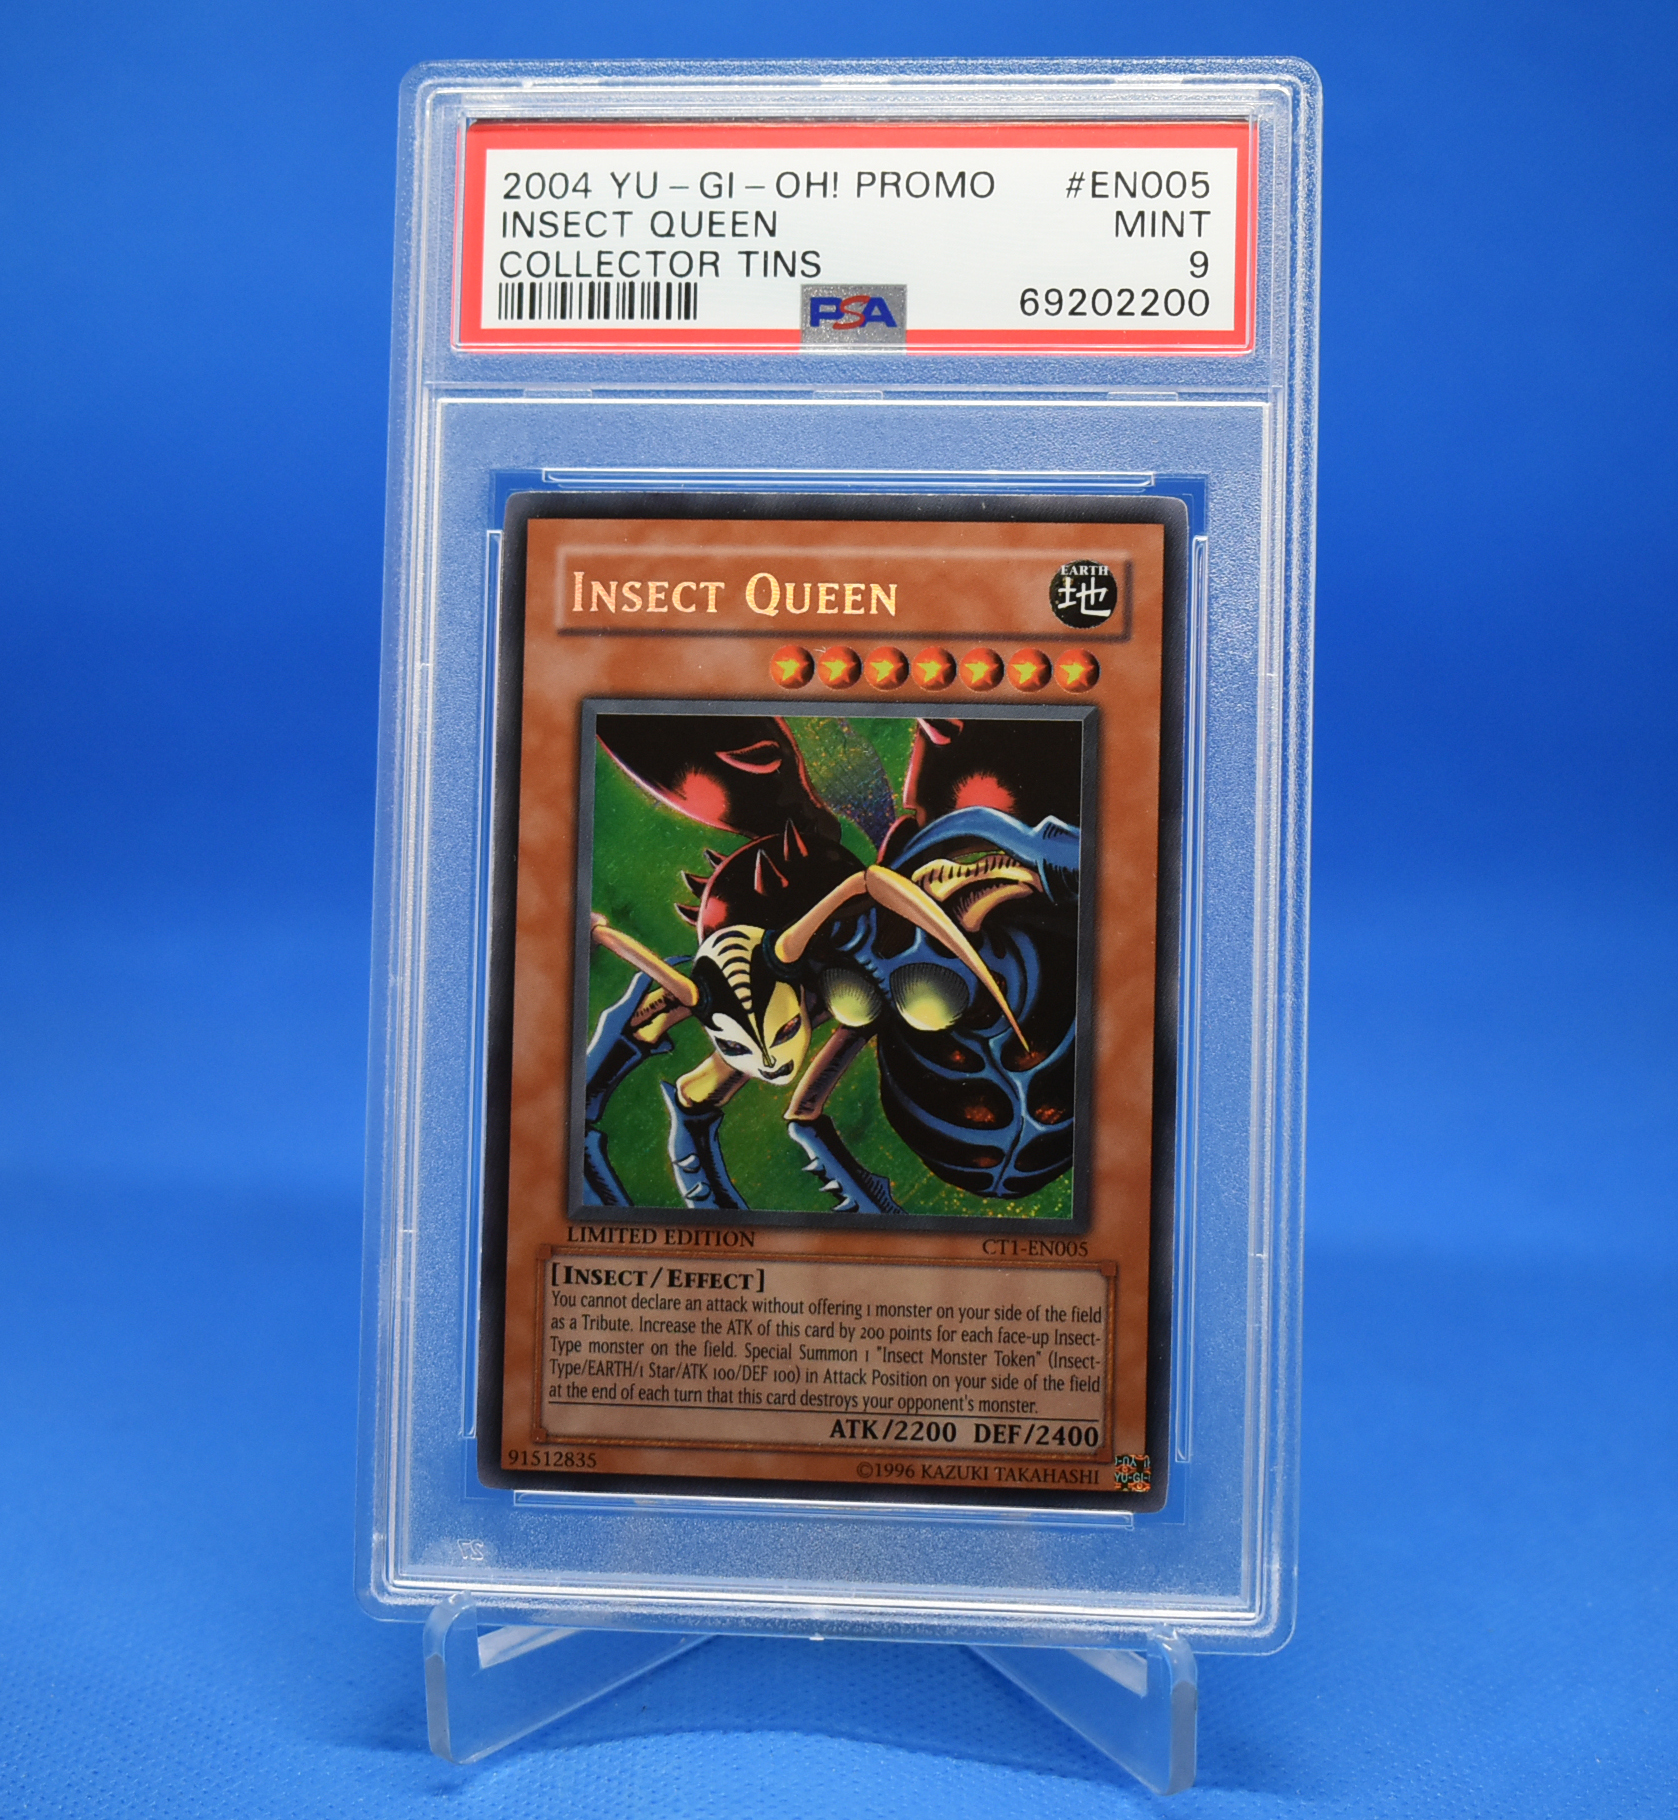 2004 YU-GI-OH! PROMO #EN005
INSECT QUEEN MINT
COLLECTOR TINS 9
PSA 69202200
INSECT QUEEN
EARTH
地
LIMITED EDITION CT1-EN005
[INSECT/EFFECT]
You cannot declare an attack without offering 1 monster on your side of the field
as a Tribute. Increase the ATK of this card by 200 points for each face-up Insect-
Type monster on the field. Special Summon 1 "Insect Monster Token" (Insect-
Type/EARTH/1 Star/ATK 100/DEF 100) in Attack Position on your side of the field
at the end of each turn that this card destroys your opponent's monster.
ATK/2200 DEF/2400
91512835 ©1996 KAZUKI TAKAHASHI
YU-GI-
27